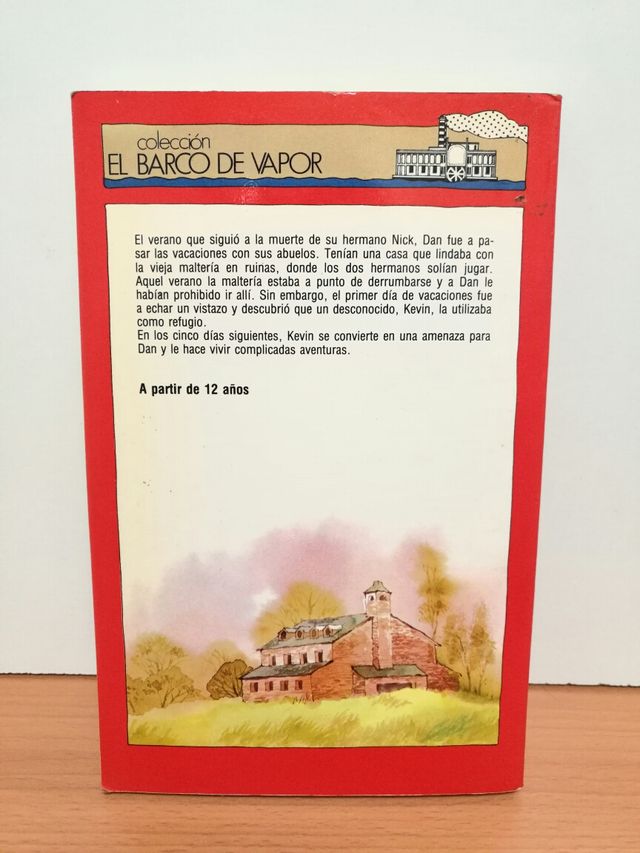 colección
EL BARCO DE VAPOR
El verano que siguió a la muerte de su hermano Nick, Dan fue a pa-
sar las vacaciones con sus abuelos. Tenían una casa que lindaba con
la vieja maltería en ruinas, donde los dos hermanos solían jugar.
Aquel verano la maltería estaba a punto de derrumbarse y a Dan le
habían prohibido ir allí. Sin embargo, el primer día de vacaciones fue
a echar un vistazo y descubrió que un desconocido, Kevin, la utilizaba
como refugio.
En los cinco días siguientes, Kevin se convierte en una amenaza para
Dan y le hace vivir complicadas aventuras.
A partir de 12 años